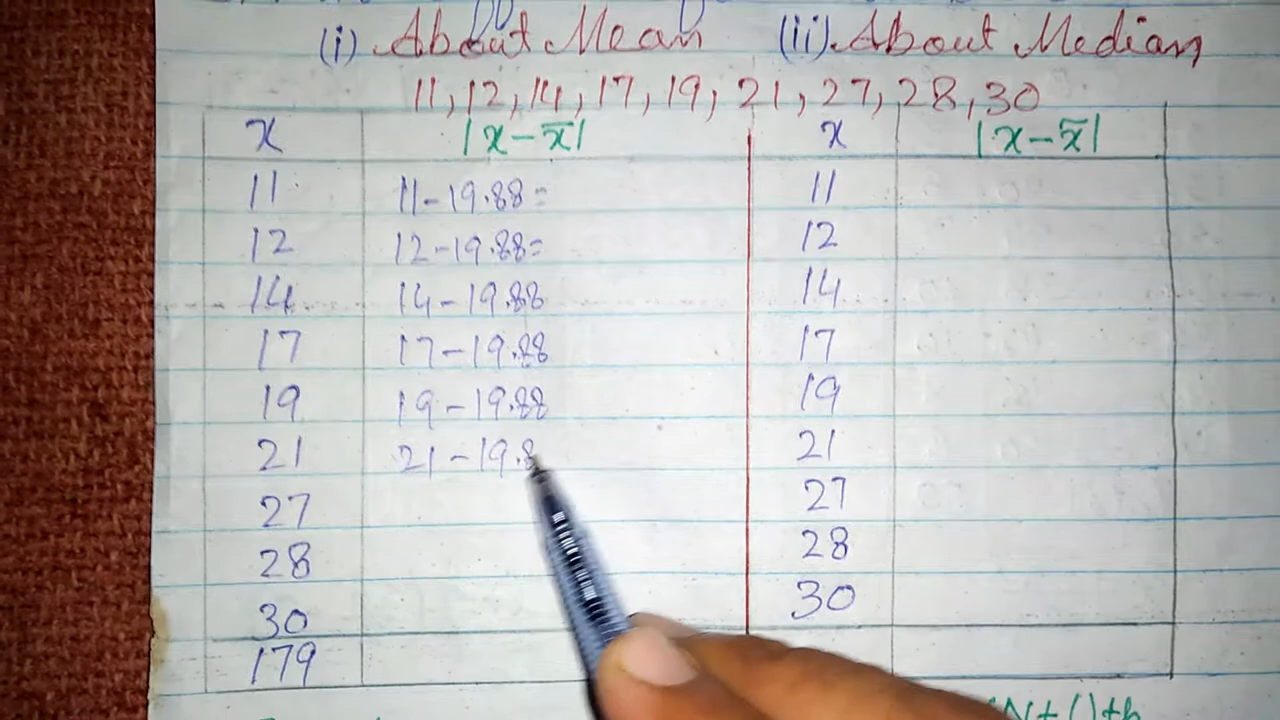 (i) About Mean (ii) About Median
11, 12, 14, 17, 19, 21, 27, 28, 30
x |x-x̄| x |x-x̄|
11 11-19.88= 11
12 12-19.88= 12
14 14-19.88 14
17 17-19.88 17
19 19-19.88 19
21 21-19.8 21
27 27
28 28
30 30
179